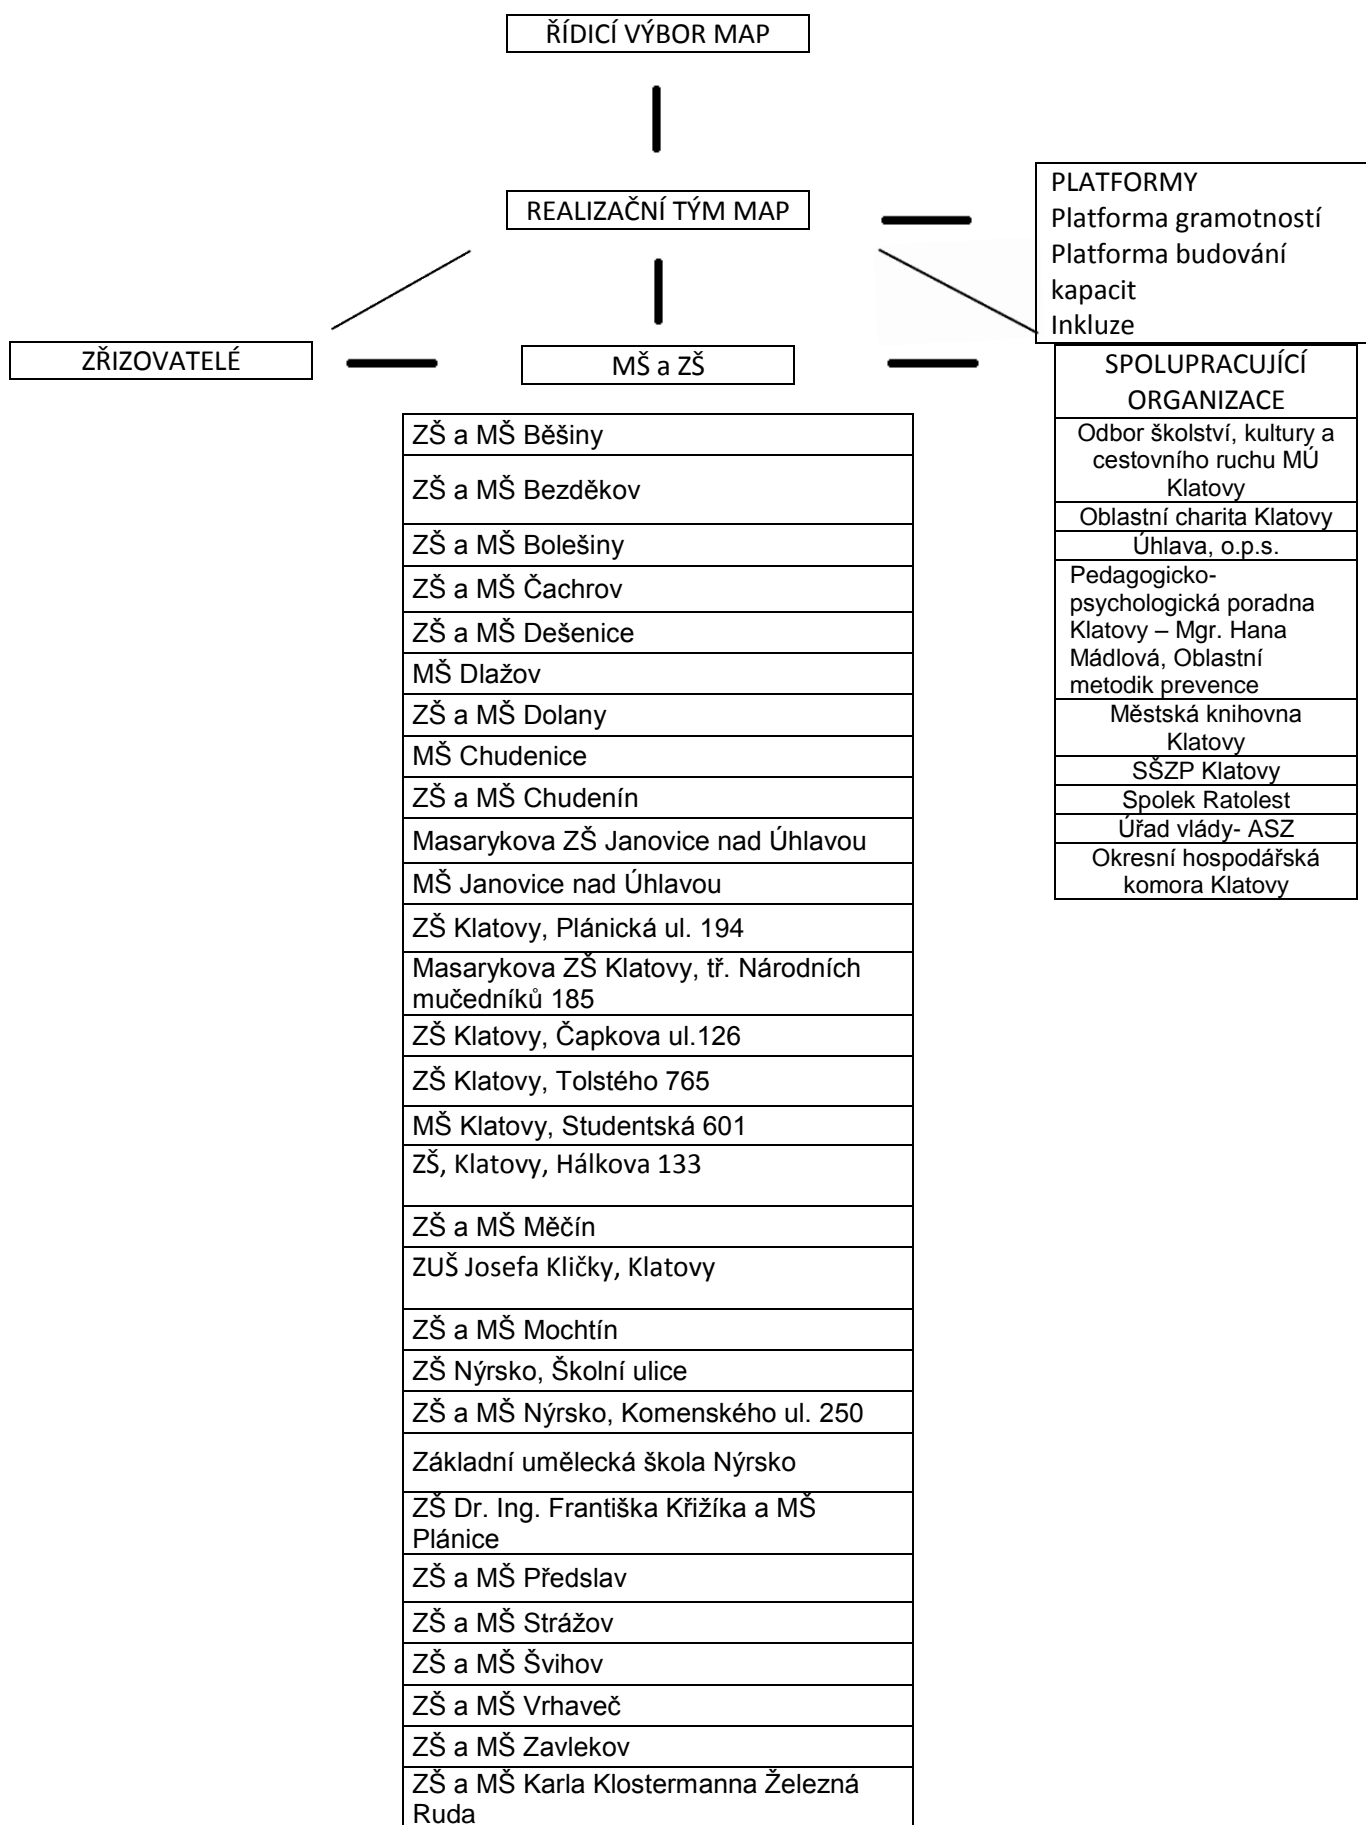 ŘÍDICÍ VÝBOR MAP
REALIZAČNÍ TÝM MAP
PLATFORMY
Platforma gramotností
Platforma budování
kapacit
Inkluze
ZŘIZOVATELÉ
MŠ a ZŠ
SPOLUPRACUJÍCÍ
ORGANIZACE
ZŠ a MŠ Běšiny
ZŠ a MŠ Bezděkov
ZŠ a MŠ Bolešiny
ZŠ a MŠ Čachrov
ZŠ a MŠ Dešenice
MŠ Dlažov
ZŠ a MŠ Dolany
MŠ Chudenice
ZŠ a MŠ Chudenín
Masarykova ZŠ Janovice nad Úhlavou
MŠ Janovice nad Úhlavou
ZŠ Klatovy, Plánická ul. 194
Masarykova ZŠ Klatovy, tř. Národních
mučedníků 185
ZŠ Klatovy, Čapkova ul.126
ZŠ Klatovy, Tolstého 765
MŠ Klatovy, Studentská 601
ZŠ, Klatovy, Hálkova 133
ZŠ a MŠ Měčín
ZUŠ Josefa Kličky, Klatovy
ZŠ a MŠ Mochtín
ZŠ Nýrsko, Školní ulice
ZŠ a MŠ Nýrsko, Komenského ul. 250
Základní umělecká škola Nýrsko
ZŠ Dr. Ing. Františka Křižíka a MŠ
Plánice
ZŠ a MŠ Předslav
ZŠ a MŠ Strážov
ZŠ a MŠ Švihov
ZŠ a MŠ Vrhaveč
ZŠ a MŠ Zavlekov
ZŠ a MŠ Karla Klostermanna Železná
Ruda
Odbor školství, kultury a
cestovního ruchu MÚ
Klatovy
Oblastní charita Klatovy
Úhlava, o.p.s.
Pedagogicko-
psychologická poradna
Klatovy – Mgr. Hana
Mádlová, Oblastní
metodik prevence
Městská knihovna
Klatovy
SŠZP Klatovy
Spolek Ratolest
Úřad vlády- ASZ
Okresní hospodářská
komora Klatovy